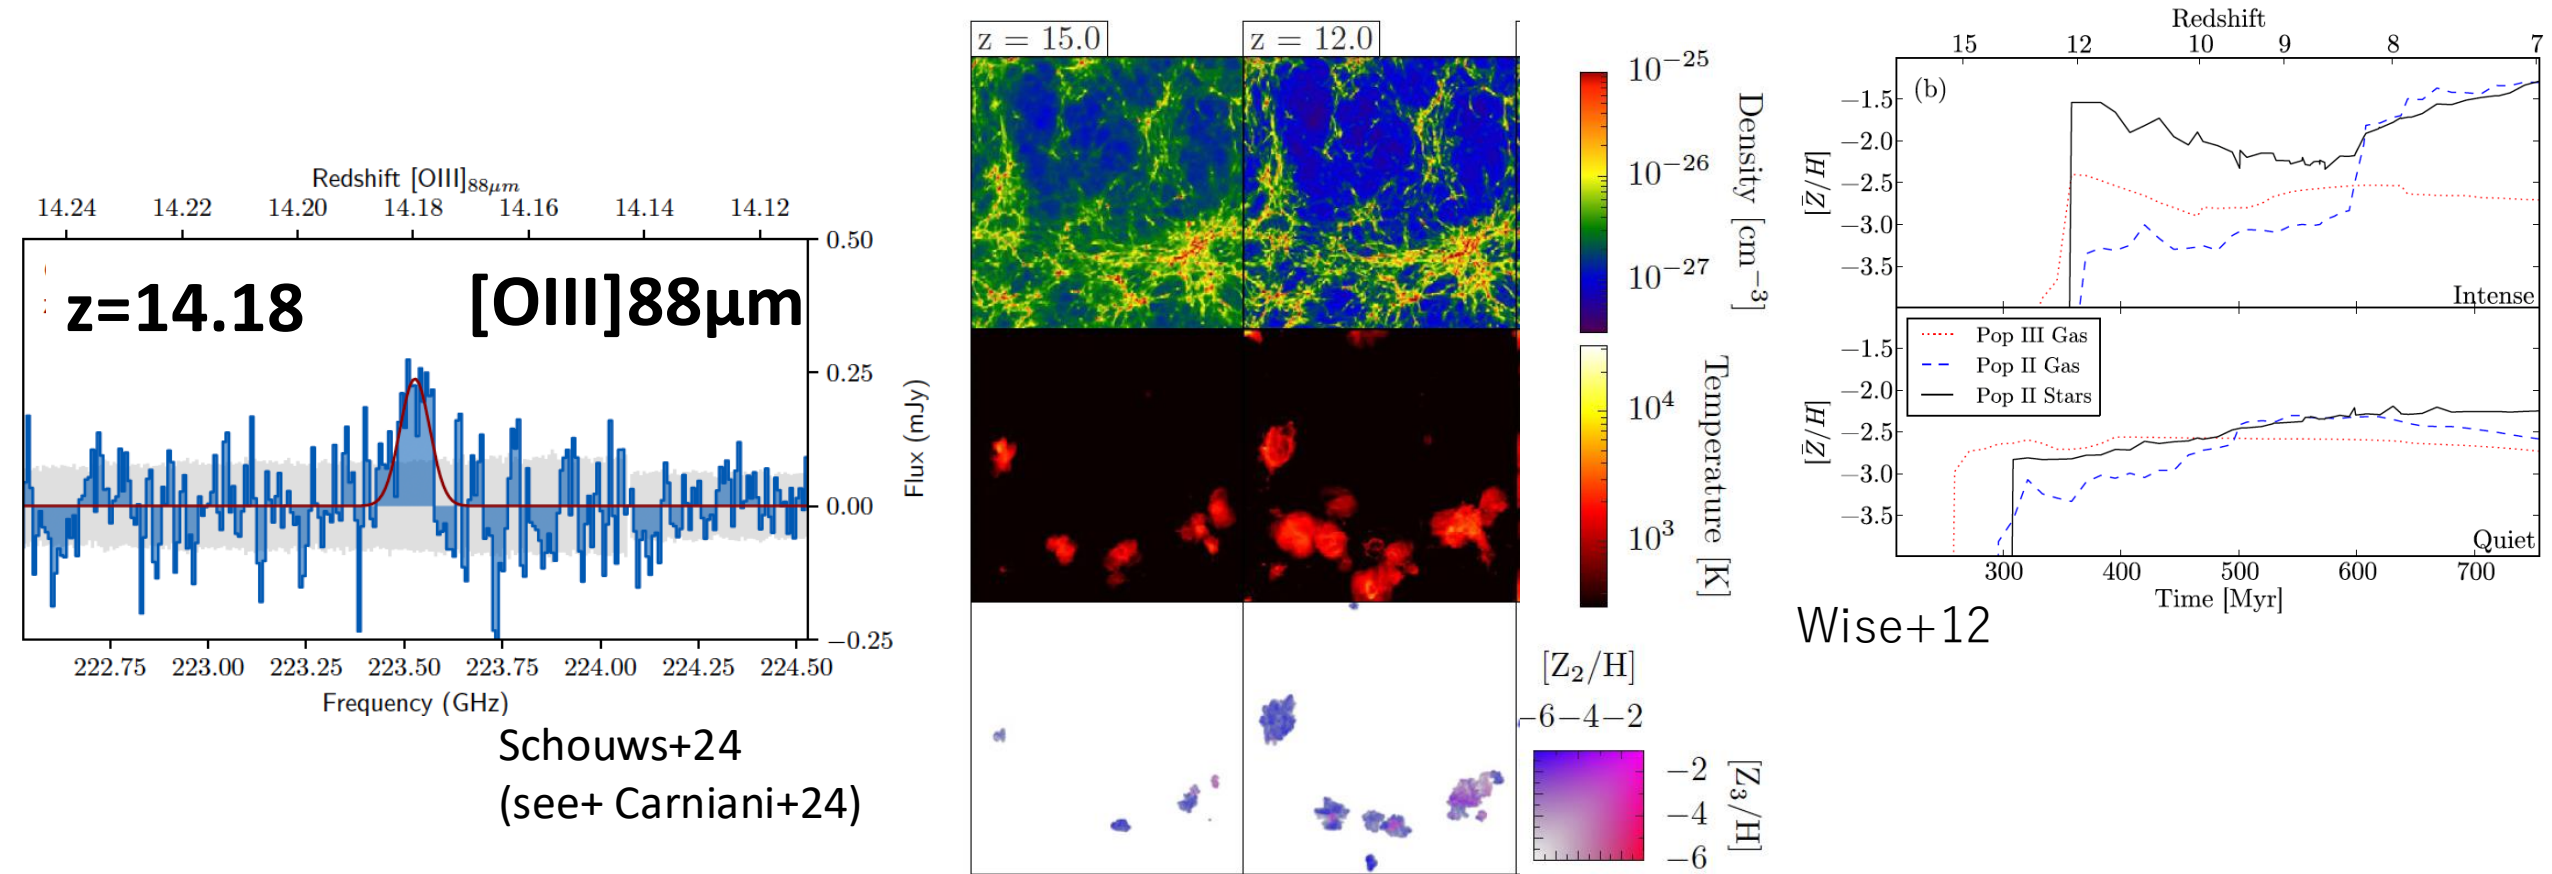 Redshift [OIII]88μm
14.24 14.22 14.20 14.18 14.16 14.14 14.12
z=14.18 [OIII]88μm
0.50
0.25
0.00
−0.25
Flux (mJy)
222.75 223.00 223.25 223.50 223.75 224.00 224.25 224.50
Frequency (GHz)
Schouws+24
(see+ Carniani+24)
z = 15.0 z = 12.0
10−25
10−26
10−27
Density [cm−3]
104
103
Temperature [K]
[Z2/H]
−6−4−2
−2
−4
−6
[Z3/H]
Redshift
15 12 10 9 8 7
(b)
−1.5
−2.0
−2.5
−3.0
−3.5
[Z̄/H]
Intense
Pop III Gas
Pop II Gas
Pop II Stars
−1.5
−2.0
−2.5
−3.0
−3.5
[Z̄/H]
Quiet
300 400 500 600 700
Time [Myr]
Wise+12